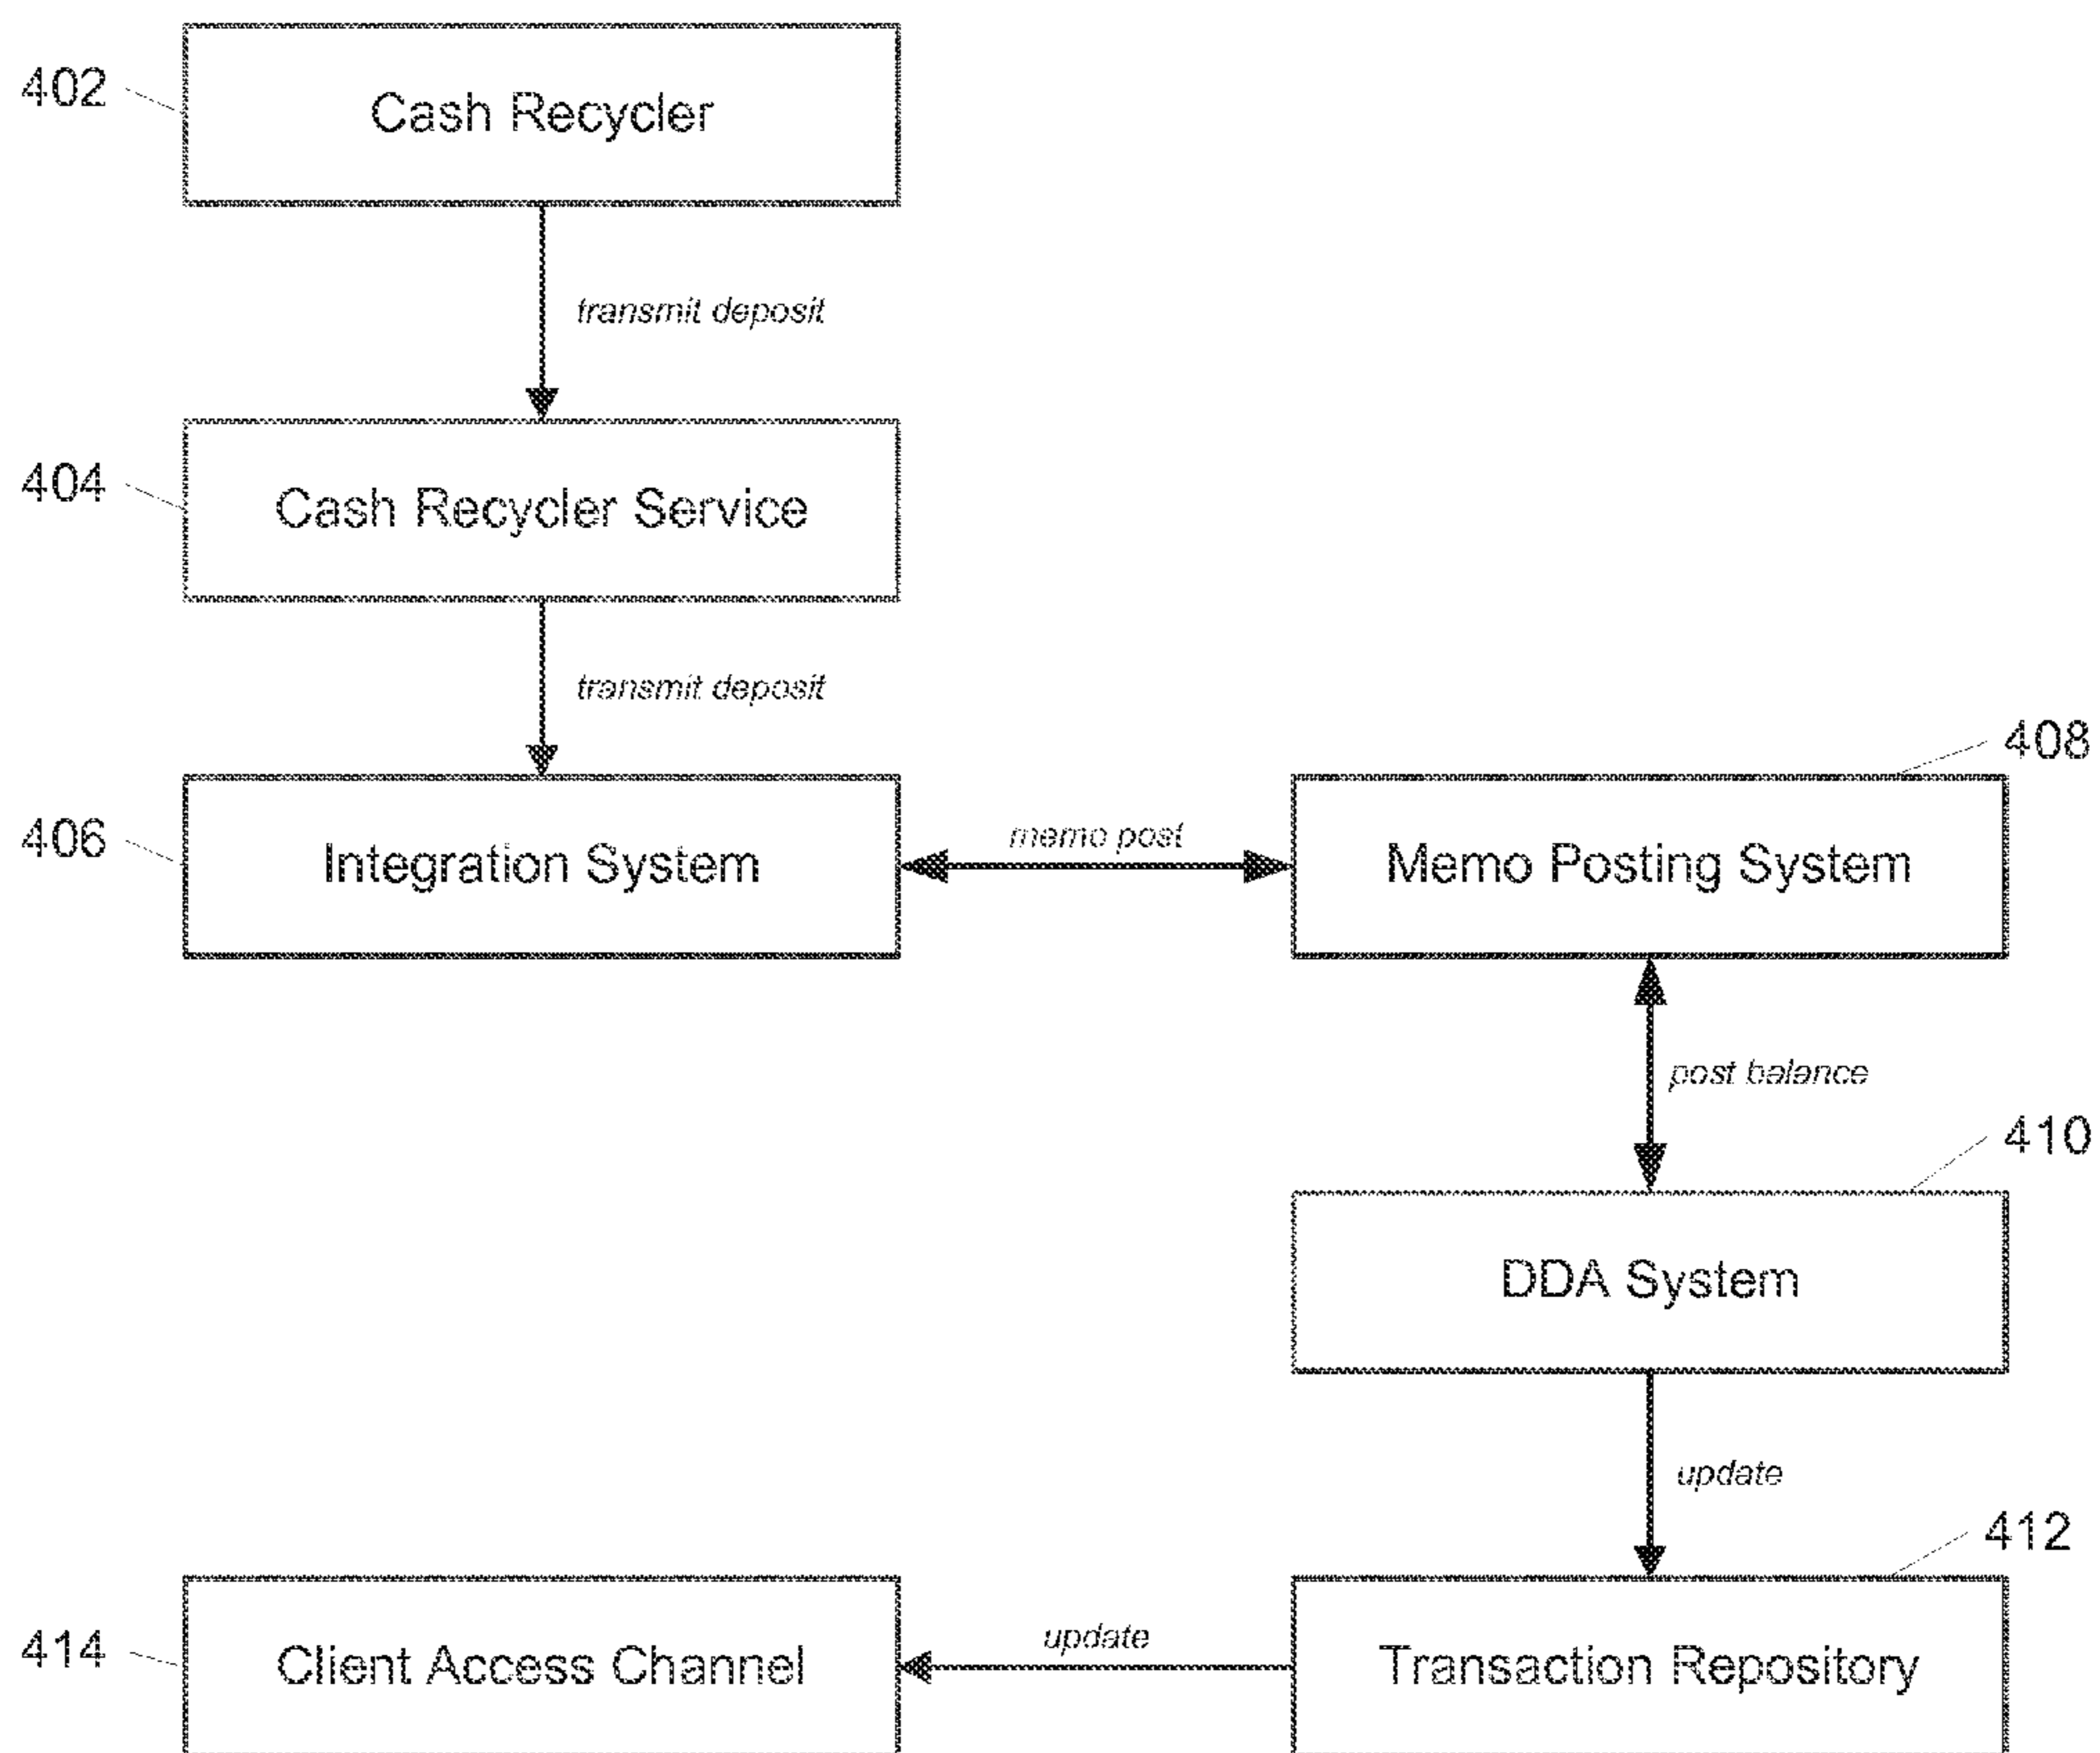 402
Cash Recycler
transmit deposit
404
Cash Recycler Service
transmit deposit
408
406
Integration System
memo post
Memo Posting System
post balance
410
DDA System
update
412
414
Client Access Channel
update
Transaction Repository